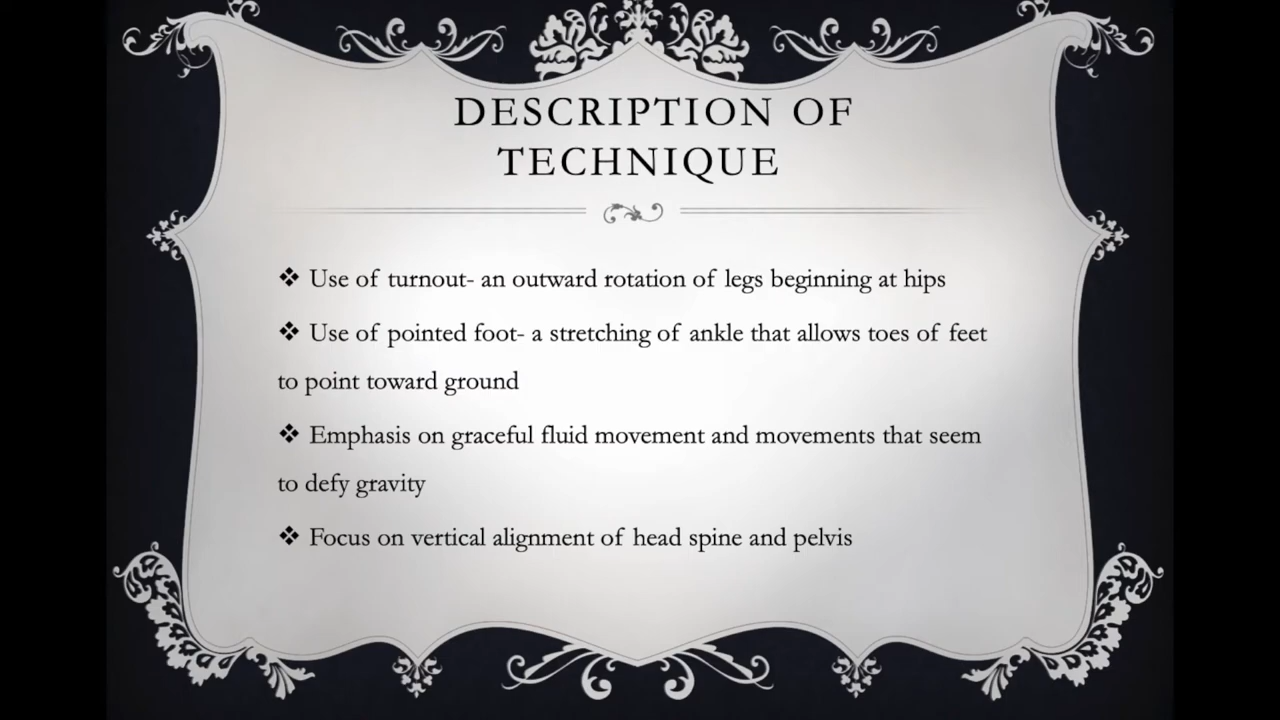 DESCRIPTION OF
TECHNIQUE
❖ Use of turnout- an outward rotation of legs beginning at hips
❖ Use of pointed foot- a stretching of ankle that allows toes of feet
to point toward ground
❖ Emphasis on graceful fluid movement and movements that seem
to defy gravity
❖ Focus on vertical alignment of head spine and pelvis